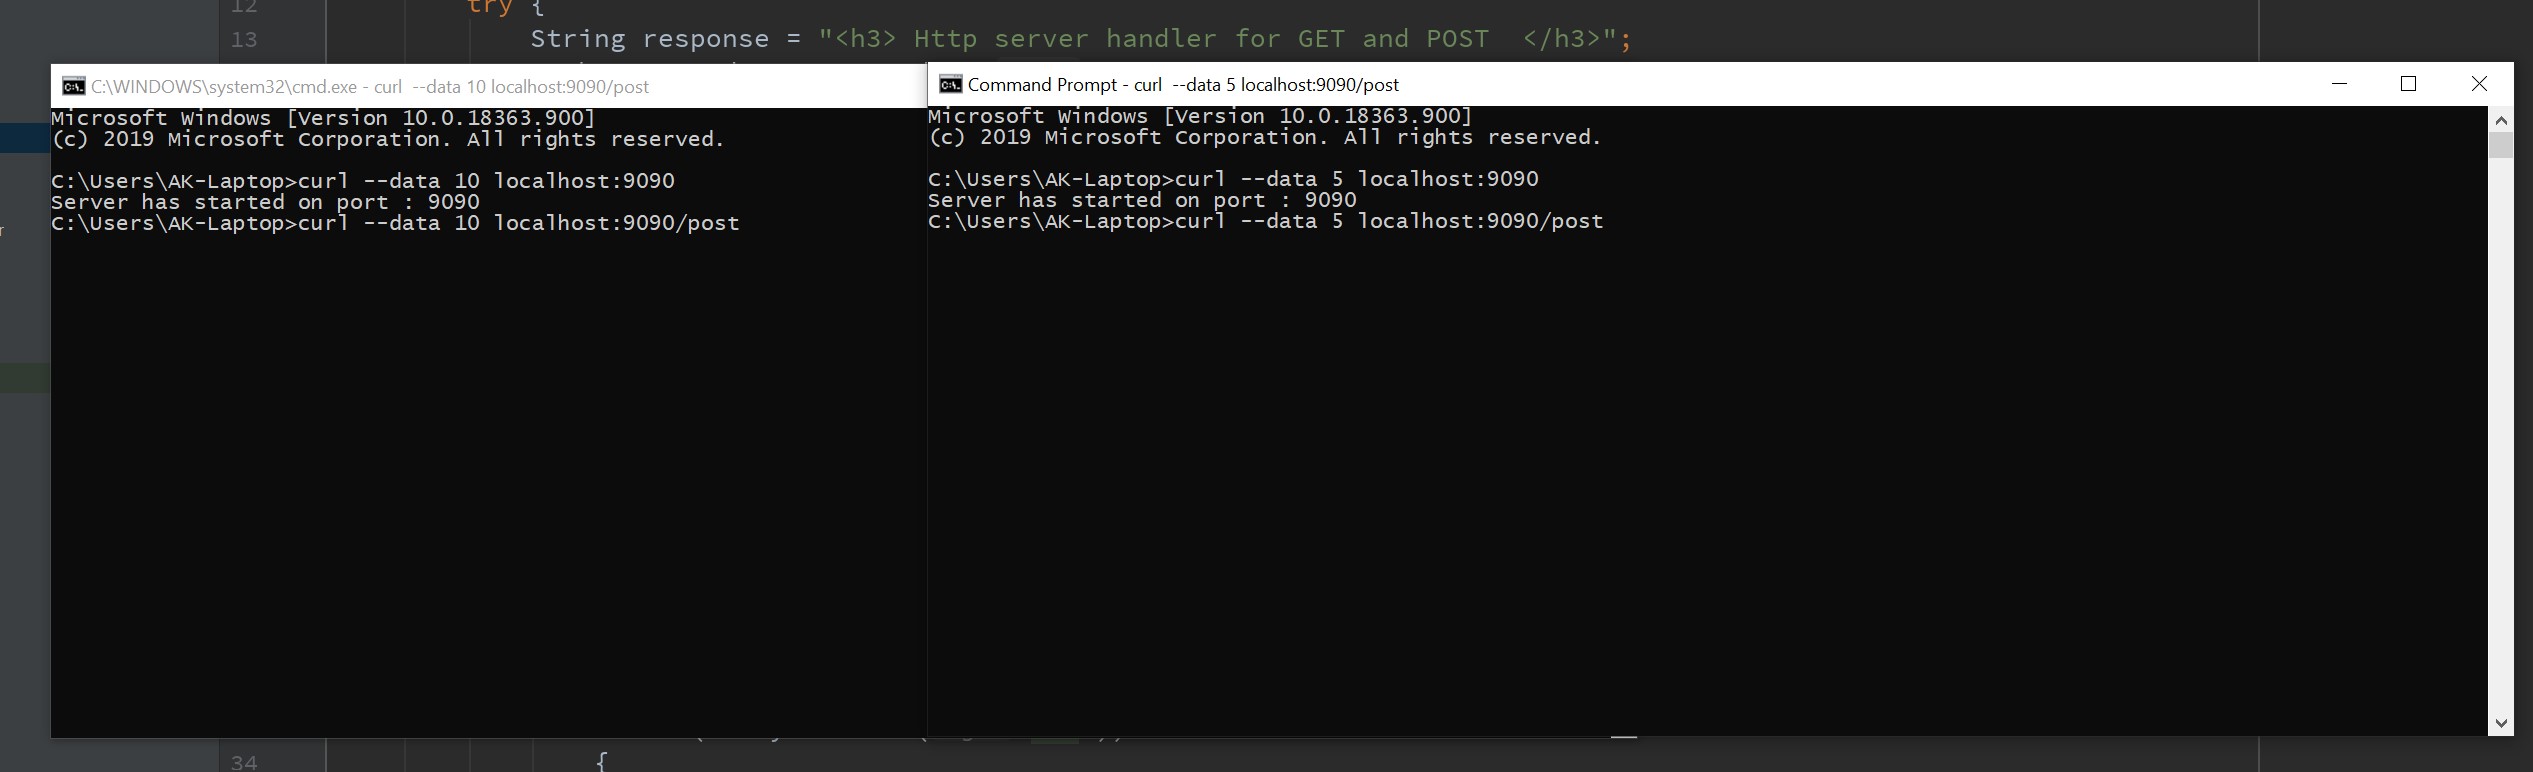 12 try {
13 String response = "<h3> Http server handler for GET and POST </h3>";
C:\WINDOWS\system32\cmd.exe - curl --data 10 localhost:9090/post
Microsoft Windows [Version 10.0.18363.900]
(c) 2019 Microsoft Corporation. All rights reserved.
C:\Users\AK-Laptop>curl --data 10 localhost:9090
Server has started on port : 9090
C:\Users\AK-Laptop>curl --data 10 localhost:9090/post
Command Prompt - curl --data 5 localhost:9090/post
Microsoft Windows [Version 10.0.18363.900]
(c) 2019 Microsoft Corporation. All rights reserved.
C:\Users\AK-Laptop>curl --data 5 localhost:9090
Server has started on port : 9090
C:\Users\AK-Laptop>curl --data 5 localhost:9090/post
34 {